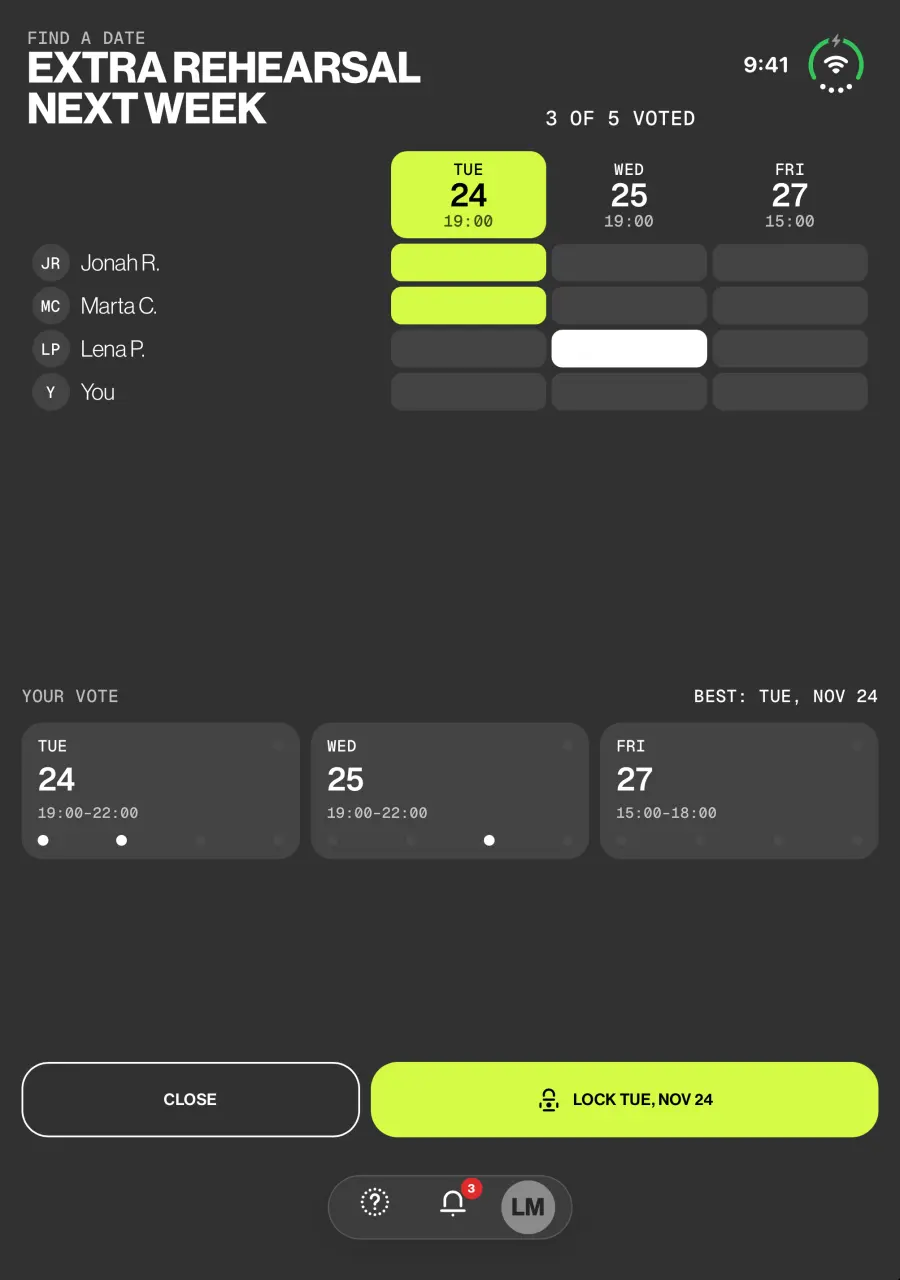 FIND A DATE
EXTRA REHEARSAL
NEXT WEEK
9:41
3 OF 5 VOTED
TUE
24
19:00
WED
25
19:00
FRI
27
15:00
JR Jonah R.
MC Marta C.
LP Lena P.
Y You
YOUR VOTE
BEST: TUE, NOV 24
TUE
24
19:00–22:00
WED
25
19:00–22:00
FRI
27
15:00–18:00
CLOSE
LOCK TUE, NOV 24
?
3
LM